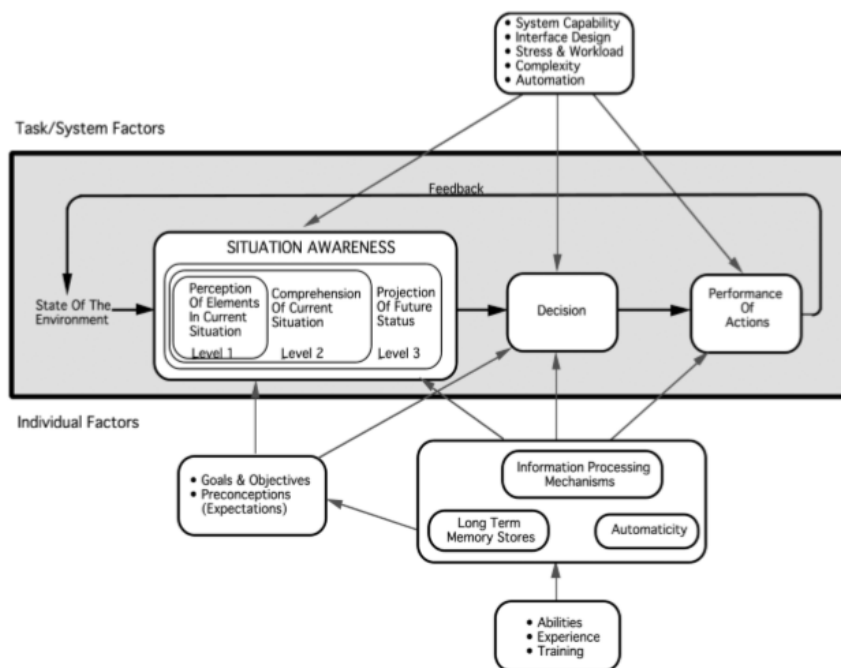 • System Capability
• Interface Design
• Stress & Workload
• Complexity
• Automation
Task/System Factors
Feedback
SITUATION AWARENESS
State Of The
Environment
Perception
Of Elements
In Current
Situation
Level 1
Comprehension
Of Current
Situation
Level 2
Projection
Of Future
Status
Level 3
Decision
Performance
Of
Actions
Individual Factors
• Goals & Objectives
• Preconceptions
(Expectations)
Information Processing
Mechanisms
Long Term
Memory Stores
Automaticity
• Abilities
• Experience
• Training